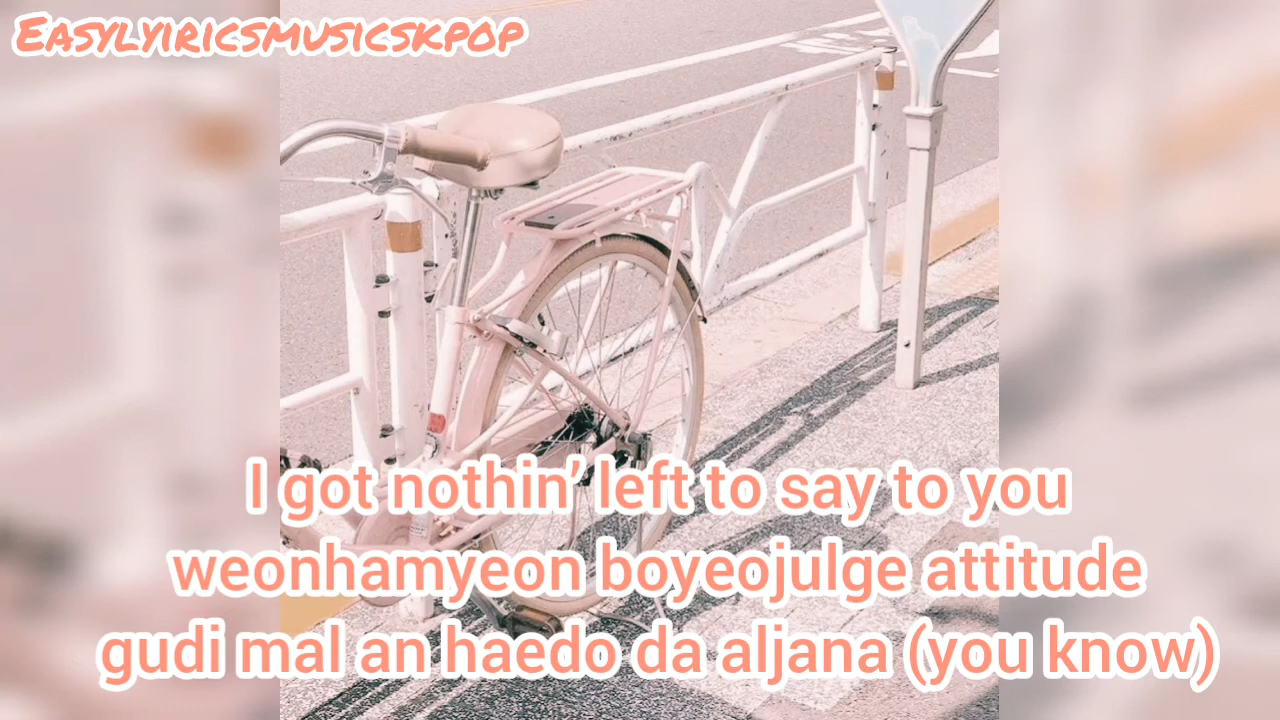 Easylyiricsmusicskpop
I got nothin’ left to say to you
weonhamyeon boyeojulge attitude
gudi mal an haedo da aljana (you know)